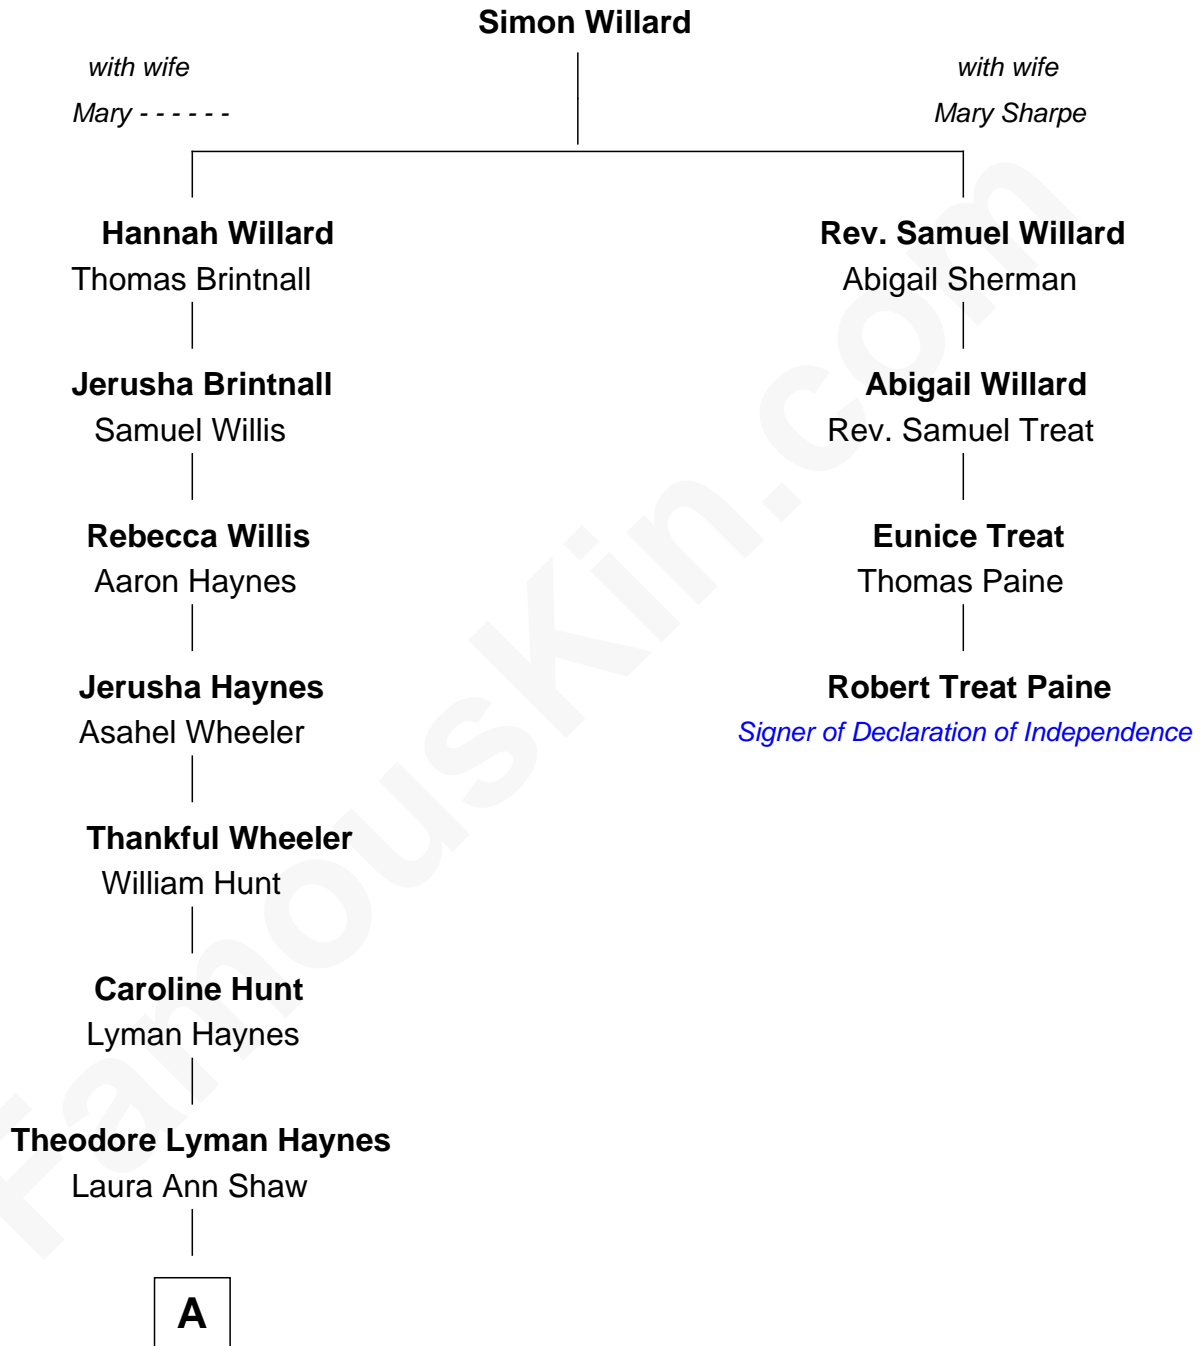 Simon Willard
with wife
Mary - - - - - -
with wife
Mary Sharpe
Hannah Willard
Thomas Brintnall
Jerusha Brintnall
Samuel Willis
Rebecca Willis
Aaron Haynes
Jerusha Haynes
Asahel Wheeler
Thankful Wheeler
William Hunt
Caroline Hunt
Lyman Haynes
Theodore Lyman Haynes
Laura Ann Shaw
A
Rev. Samuel Willard
Abigail Sherman
Abigail Willard
Rev. Samuel Treat
Eunice Treat
Thomas Paine
Robert Treat Paine
Signer of Declaration of Independence
FamousKin.com